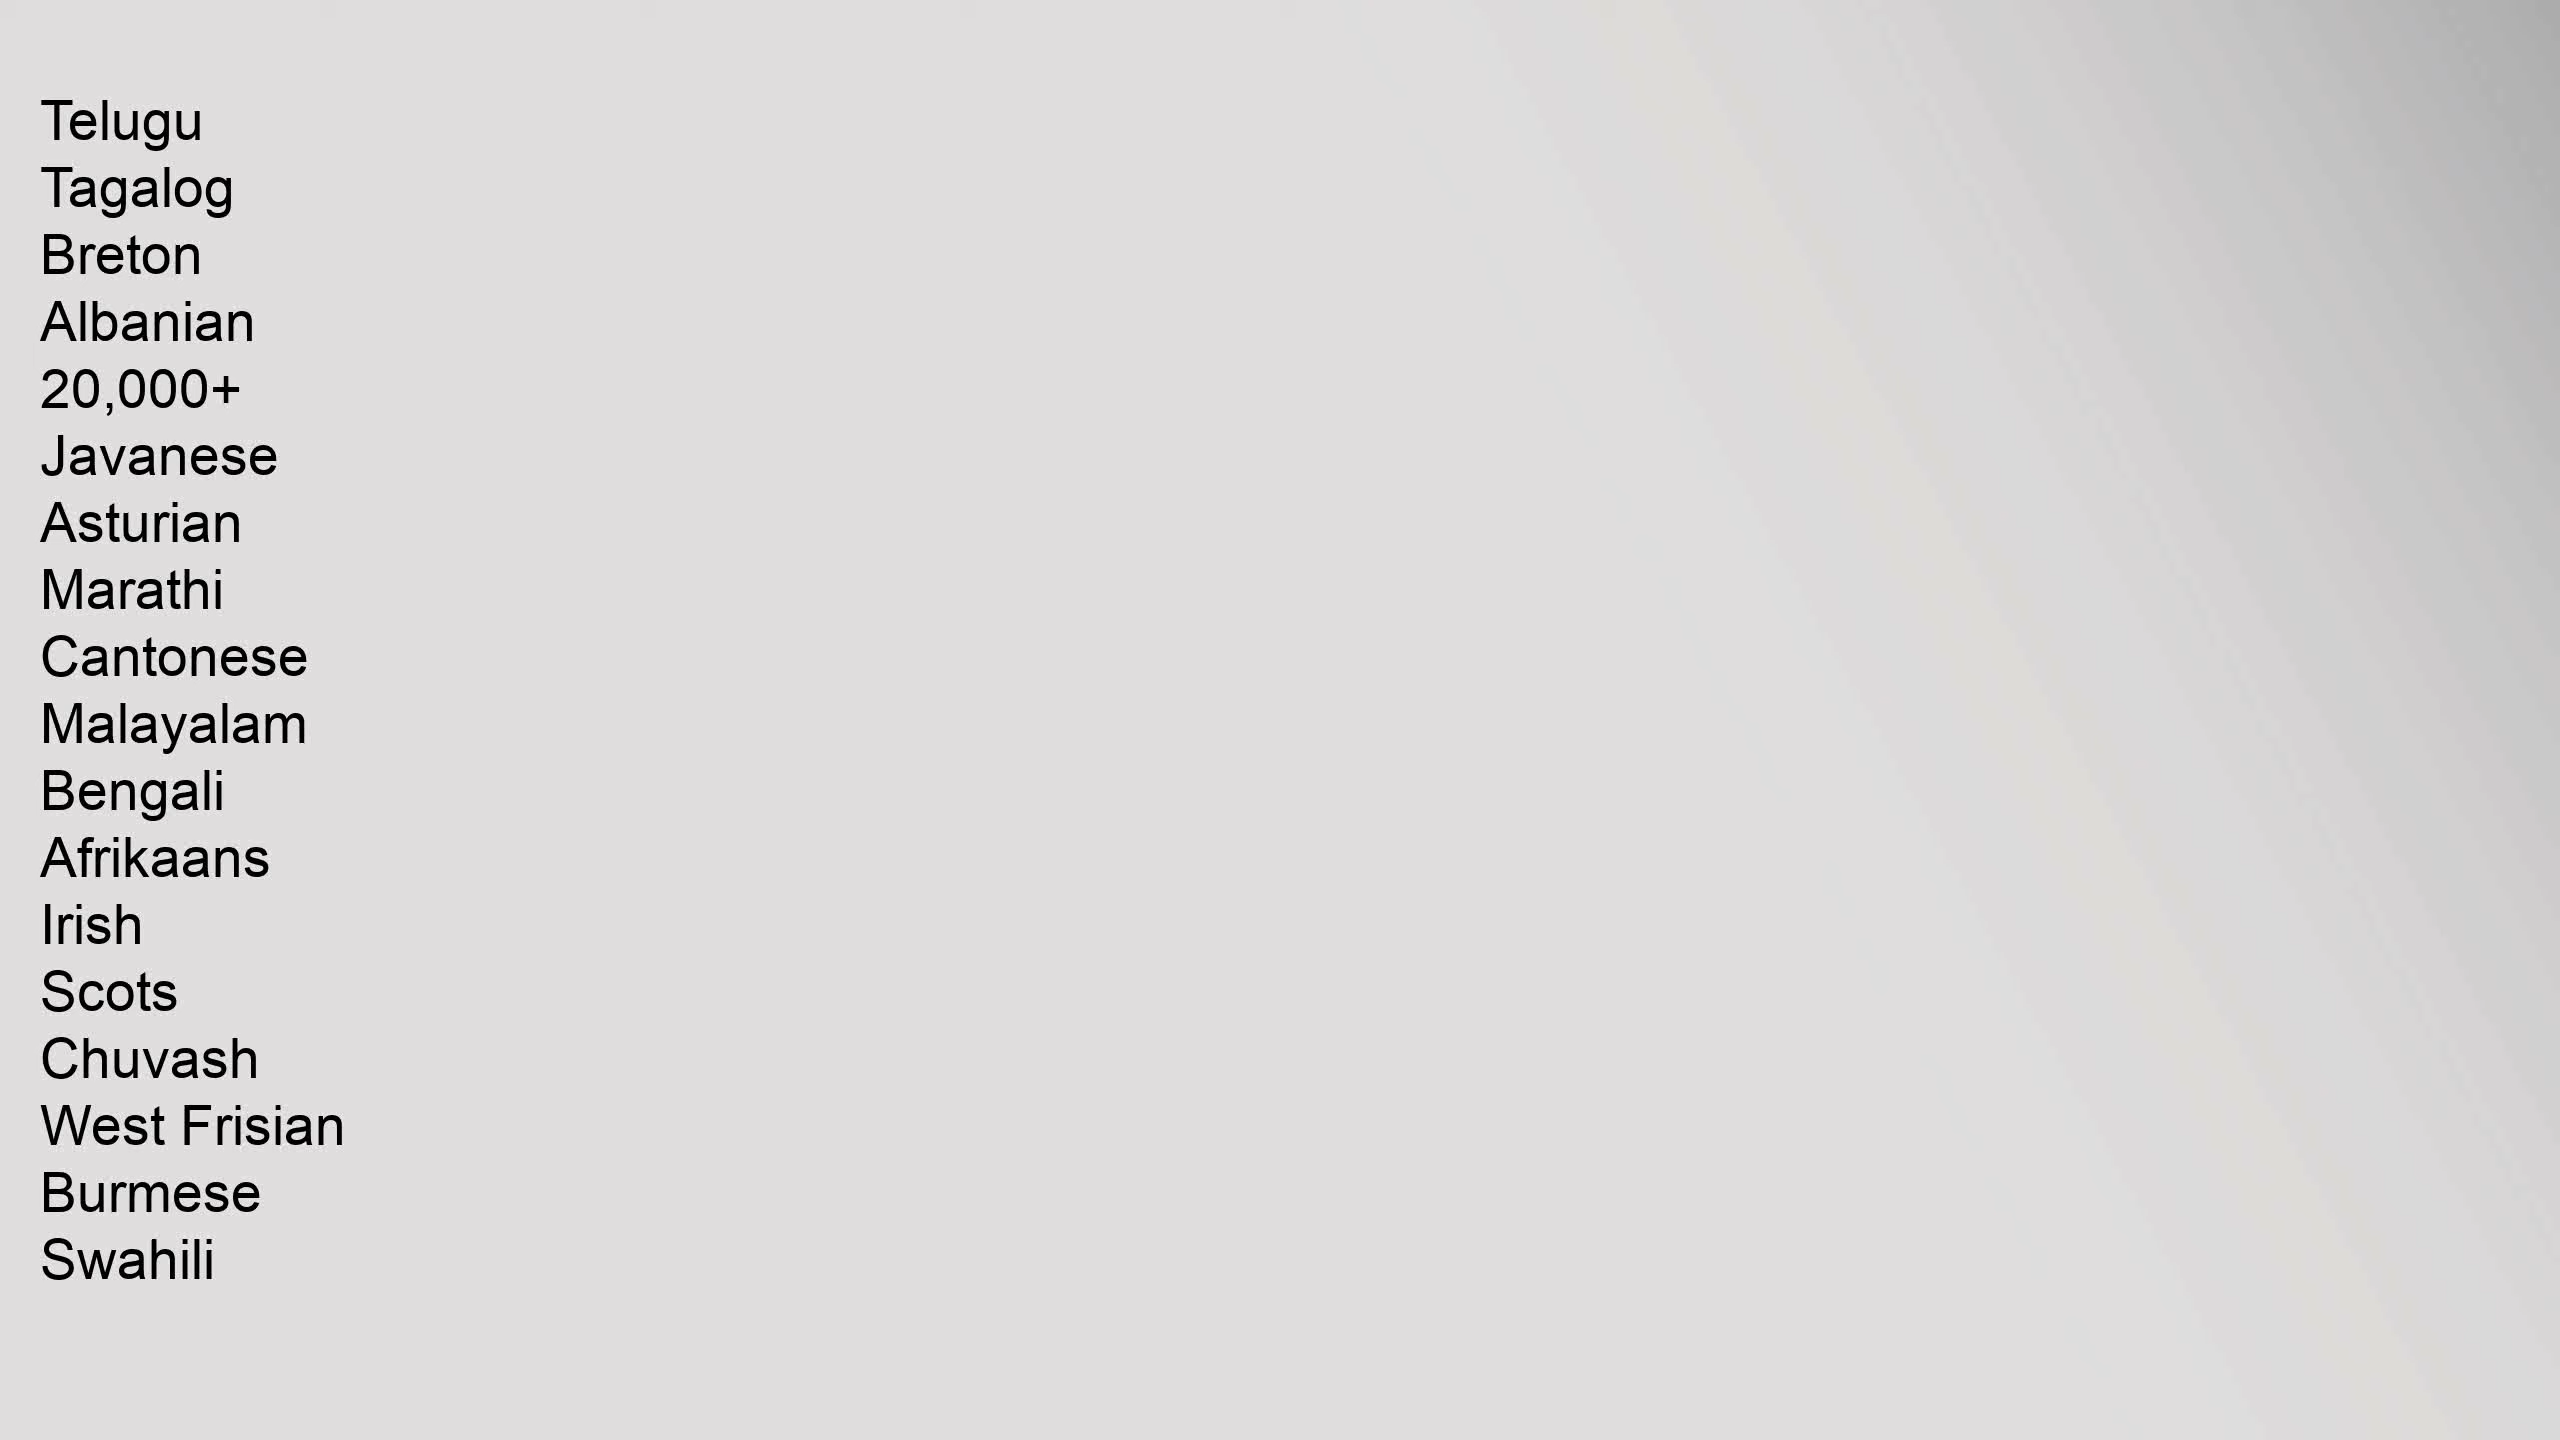 Telugu
Tagalog
Breton
Albanian
20,000+
Javanese
Asturian
Marathi
Cantonese
Malayalam
Bengali
Afrikaans
Irish
Scots
Chuvash
West Frisian
Burmese
Swahili